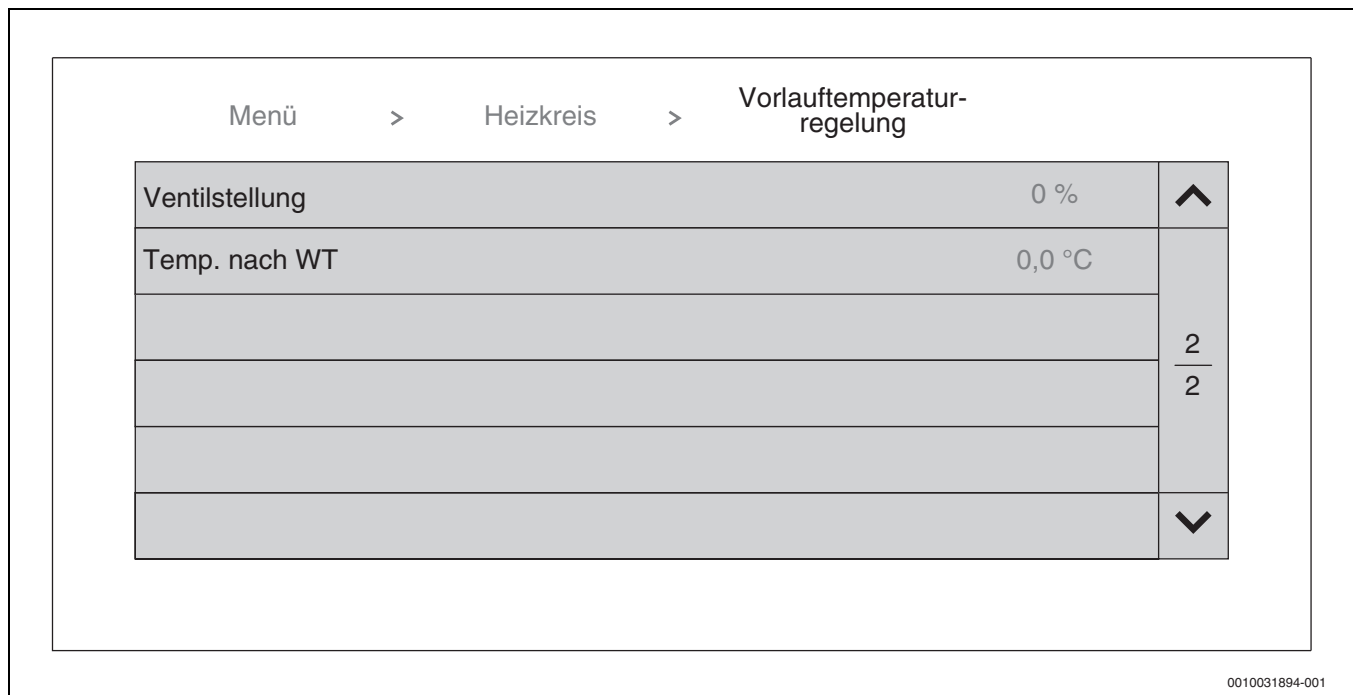 Menü > Heizkreis > Vorlauftemperatur-
regelung
Ventilstellung 0 %
Temp. nach WT 0,0 °C
2
2
0010031894-001